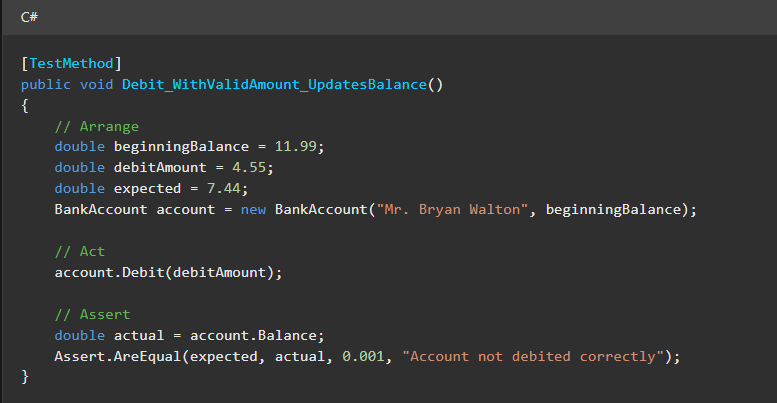 C#
[TestMethod]
public void Debit_WithValidAmount_UpdatesBalance()
{
    // Arrange
    double beginningBalance = 11.99;
    double debitAmount = 4.55;
    double expected = 7.44;
    BankAccount account = new BankAccount("Mr. Bryan Walton", beginningBalance);

    // Act
    account.Debit(debitAmount);

    // Assert
    double actual = account.Balance;
    Assert.AreEqual(expected, actual, 0.001, "Account not debited correctly");
}